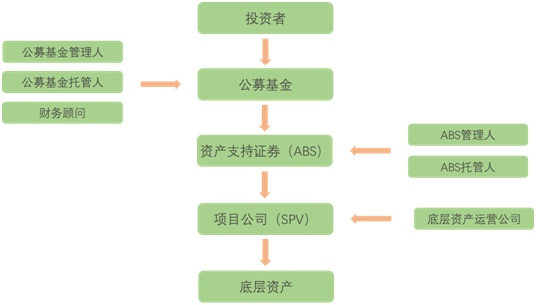 投资者
公募基金管理人
公募基金托管人
财务顾问
公募基金
资产支持证券（ABS）
ABS管理人
ABS托管人
项目公司（SPV）
底层资产运营公司
底层资产